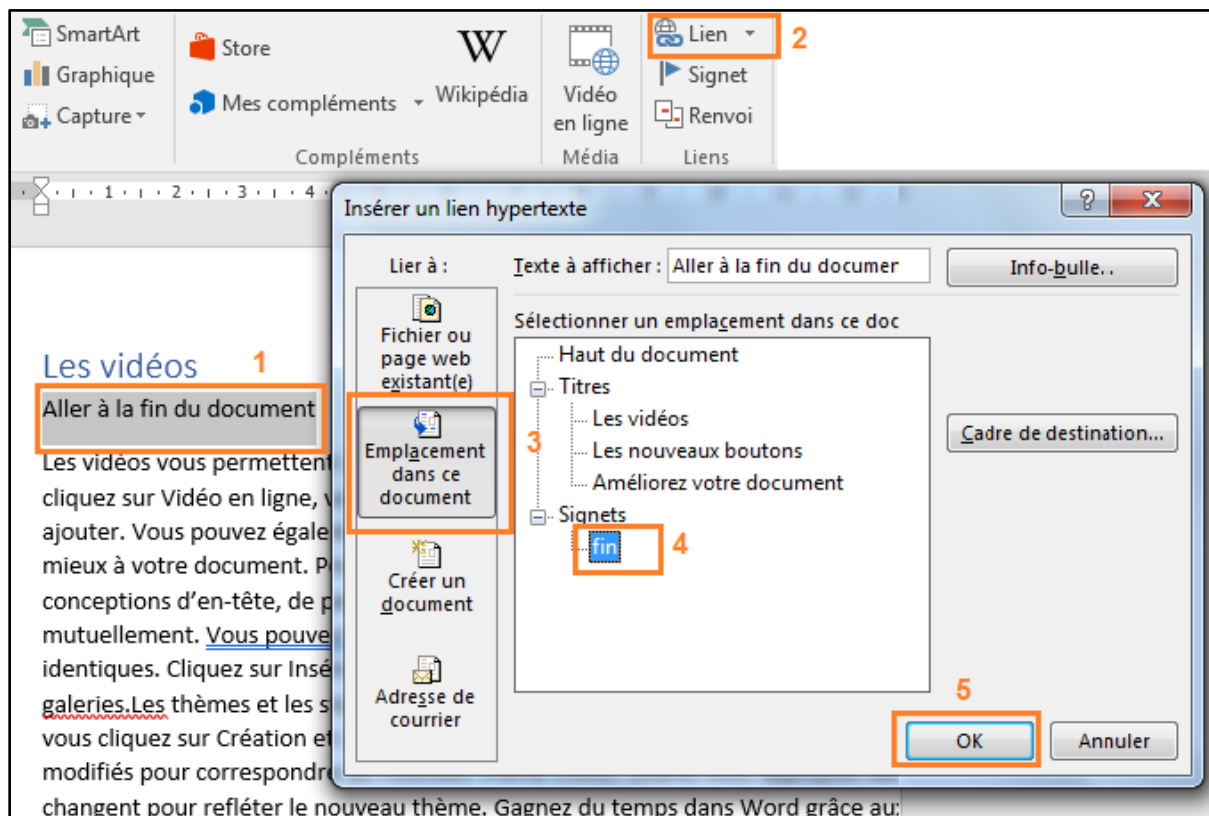 SmartArt
Graphique
Capture
Store
Mes compléments
W
Wikipédia
Compléments
Vidéo
en ligne
Média
Lien
Signet
Renvoi
Liens
2
1 2 3 4
Insérer un lien hypertexte
?
X
Lier à :
Texte à afficher :
Aller à la fin du documen
Info-bulle. .
Fichier ou
page web
existant(e)
Emplacement
dans ce
document
3
Créer un
document
Adresse de
courrier
Sélectionner un emplacement dans ce doc
Haut du document
Titres
Les vidéos
Les nouveaux boutons
Améliorez votre document
Signets
fin
4
Cadre de destination...
5
OK
Annuler
Les vidéos
1
Aller à la fin du document
Les vidéos vous permettent
cliquez sur Vidéo en ligne,
ajouter. Vous pouvez égale
mieux à votre document.
conceptions d'en-tête, de
mutuellement. Vous pouve
identiques. Cliquez sur Insé
galeries.Les thèmes et les
vous cliquez sur Création et
modifiés pour correspondre
changent pour refléter le nouveau thème. Gagnez du temps dans Word grâce au